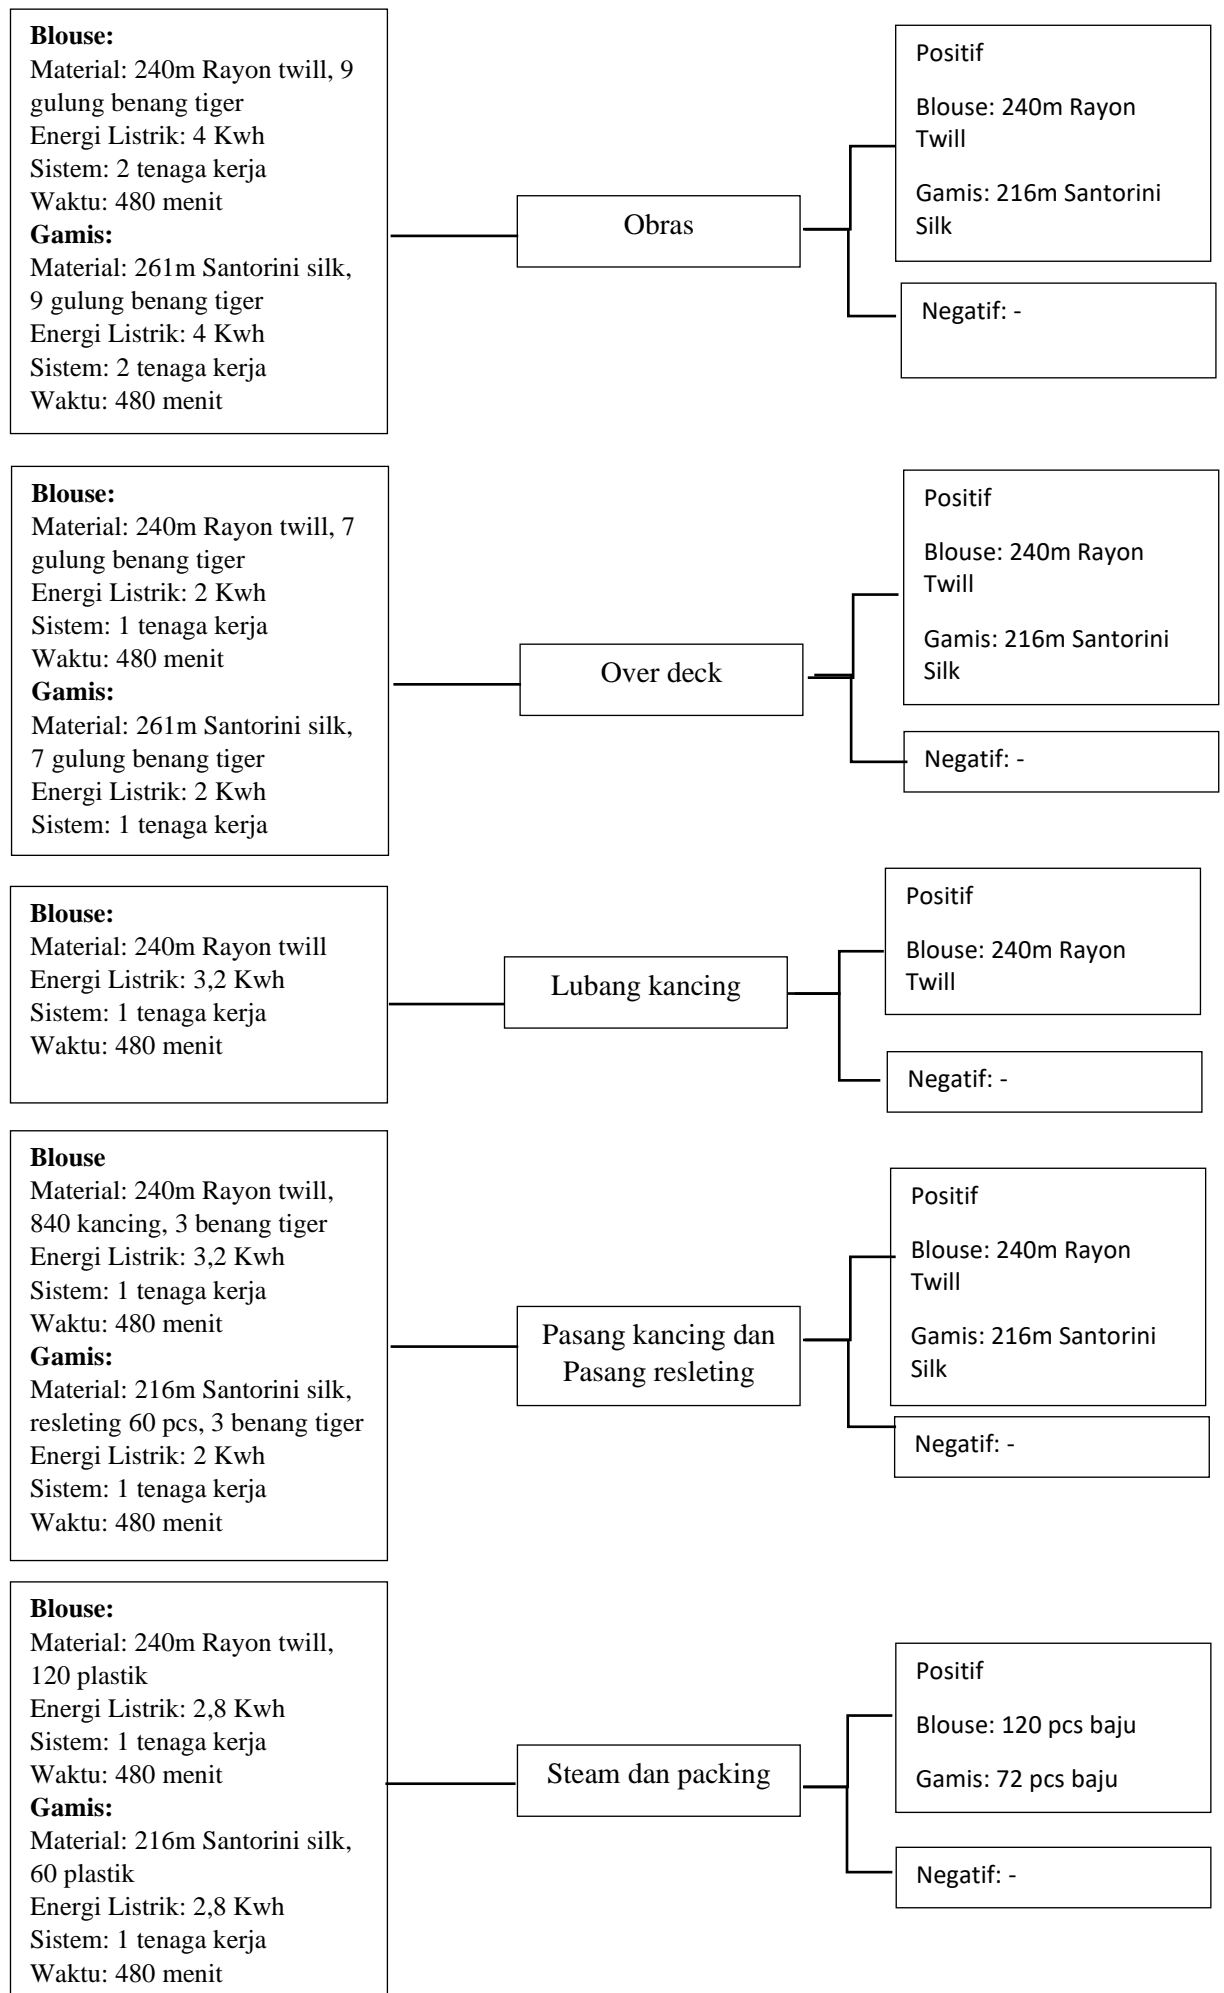 Blouse:
Material: 240m Rayon twill, 9
gulung benang tiger
Energi Listrik: 4 Kwh
Sistem: 2 tenaga kerja
Waktu: 480 menit
Gamis:
Material: 261m Santorini silk,
9 gulung benang tiger
Energi Listrik: 4 Kwh
Sistem: 2 tenaga kerja
Waktu: 480 menit
Obras
Positif
Blouse: 240m Rayon
Twill
Gamis: 216m Santorini
Silk
Negatif: -
Blouse:
Material: 240m Rayon twill, 7
gulung benang tiger
Energi Listrik: 2 Kwh
Sistem: 1 tenaga kerja
Waktu: 480 menit
Gamis:
Material: 261m Santorini silk,
7 gulung benang tiger
Energi Listrik: 2 Kwh
Sistem: 1 tenaga kerja
Over deck
Positif
Blouse: 240m Rayon
Twill
Gamis: 216m Santorini
Silk
Negatif: -
Blouse:
Material: 240m Rayon twill
Energi Listrik: 3,2 Kwh
Sistem: 1 tenaga kerja
Waktu: 480 menit
Lubang kancing
Positif
Blouse: 240m Rayon
Twill
Negatif: -
Blouse
Material: 240m Rayon twill,
840 kancing, 3 benang tiger
Energi Listrik: 3,2 Kwh
Sistem: 1 tenaga kerja
Waktu: 480 menit
Gamis:
Material: 216m Santorini silk,
resleting 60 pcs, 3 benang tiger
Energi Listrik: 2 Kwh
Sistem: 1 tenaga kerja
Waktu: 480 menit
Pasang kancing dan
Pasang resleting
Positif
Blouse: 240m Rayon
Twill
Gamis: 216m Santorini
Silk
Negatif: -
Blouse:
Material: 240m Rayon twill,
120 plastik
Energi Listrik: 2,8 Kwh
Sistem: 1 tenaga kerja
Waktu: 480 menit
Gamis:
Material: 216m Santorini silk,
60 plastik
Energi Listrik: 2,8 Kwh
Sistem: 1 tenaga kerja
Waktu: 480 menit
Steam dan packing
Positif
Blouse: 120 pcs baju
Gamis: 72 pcs baju
Negatif: -